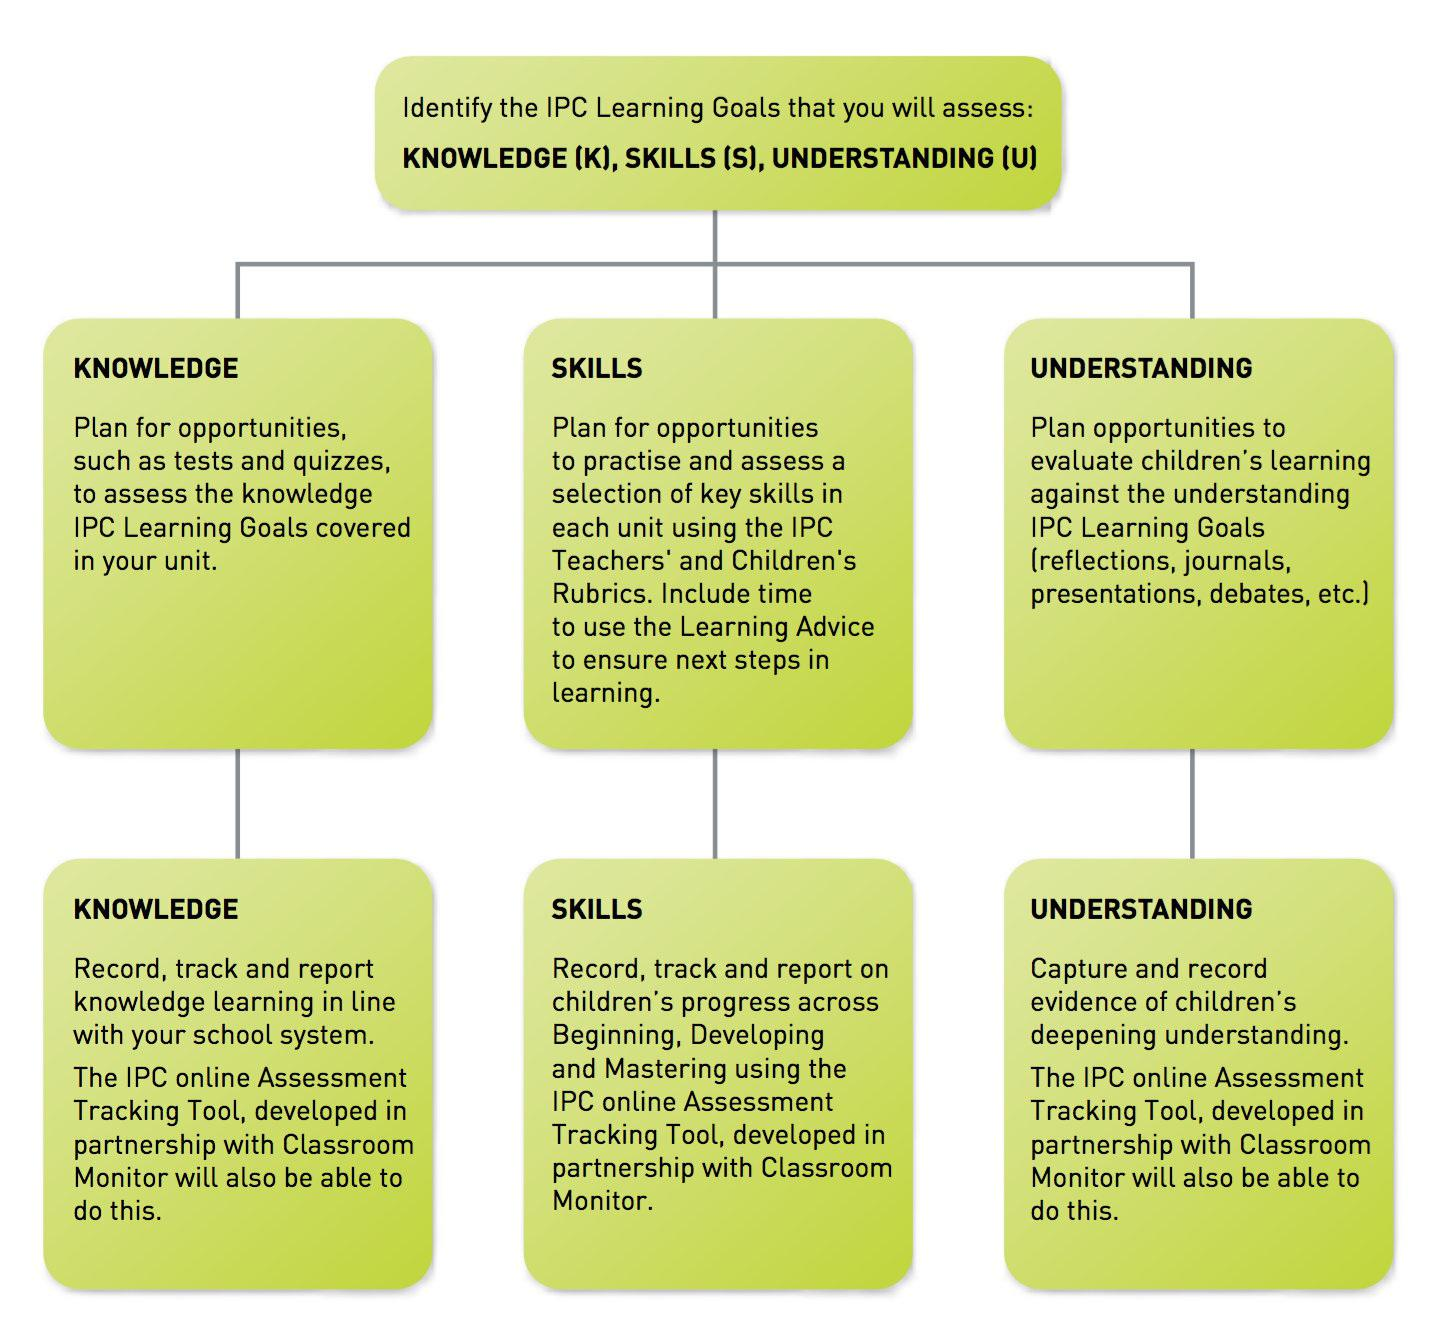 Identify the IPC Learning Goals that you will assess:
KNOWLEDGE (K), SKILLS (S), UNDERSTANDING (U)
KNOWLEDGE
Plan for opportunities,
such as tests and quizzes,
to assess the knowledge
IPC Learning Goals covered
in your unit.
SKILLS
Plan for opportunities
to practise and assess a
selection of key skills in
each unit using the IPC
Teachers' and Children's
Rubrics. Include time
to use the Learning Advice
to ensure next steps in
learning.
UNDERSTANDING
Plan opportunities to
evaluate children’s learning
against the understanding
IPC Learning Goals
(reflections, journals,
presentations, debates, etc.)
KNOWLEDGE
Record, track and report
knowledge learning in line
with your school system.
The IPC online Assessment
Tracking Tool, developed in
partnership with Classroom
Monitor will also be able to
do this.
SKILLS
Record, track and report on
children’s progress across
Beginning, Developing
and Mastering using the
IPC online Assessment
Tracking Tool, developed in
partnership with Classroom
Monitor.
UNDERSTANDING
Capture and record
evidence of children’s
deepening understanding.
The IPC online Assessment
Tracking Tool, developed in
partnership with Classroom
Monitor will also be able to
do this.